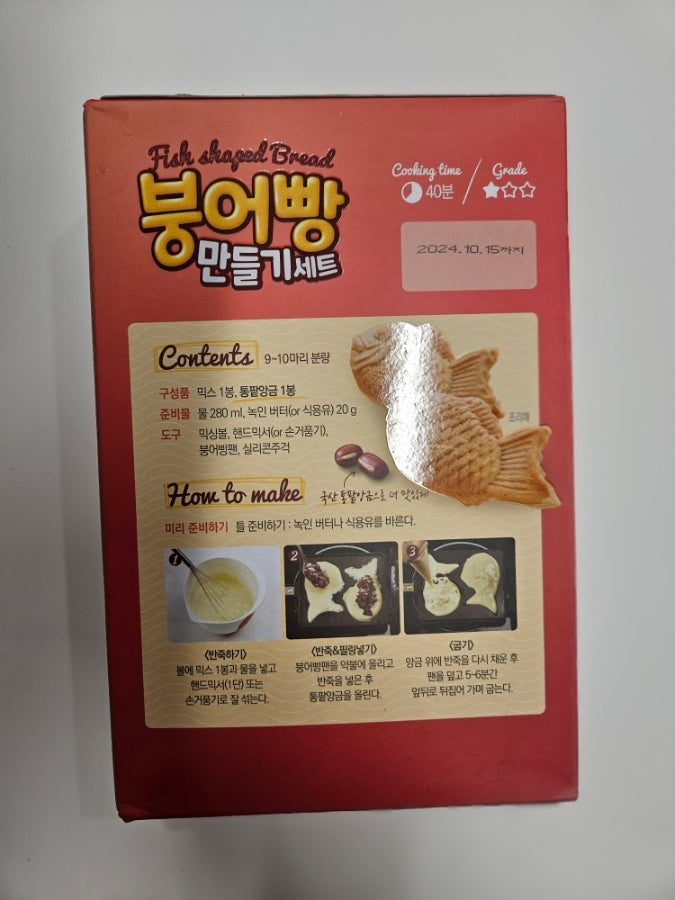 Fish shaped Bread
붕어빵
만들기세트
Cooking time / Grade
40분
2024.10.15까지
Contents 9~10마리 분량
구성품 믹스 1봉, 통팥앙금 1봉
준비물 물 280 ml, 녹인 버터(or 식용유) 20 g
도구 믹싱볼, 핸드믹서(or 손거품기),
붕어빵팬, 실리콘주걱
조리예
국산 통팥앙금으로 더 맛있게
How to make
미리 준비하기 틀 준비하기 : 녹인 버터나 식용유를 바른다.
1
<반죽하기>
볼에 믹스 1봉과 물을 넣고
핸드믹서(1단) 또는
손거품기로 잘 섞는다.
2
<반죽&필링넣기>
붕어빵팬을 약불에 올리고
반죽을 넣은 후
통팥앙금을 올린다.
3
<굽기>
앙금 위에 반죽을 다시 채운 후
팬을 덮고 5~6분간
앞뒤로 뒤집어 가며 굽는다.